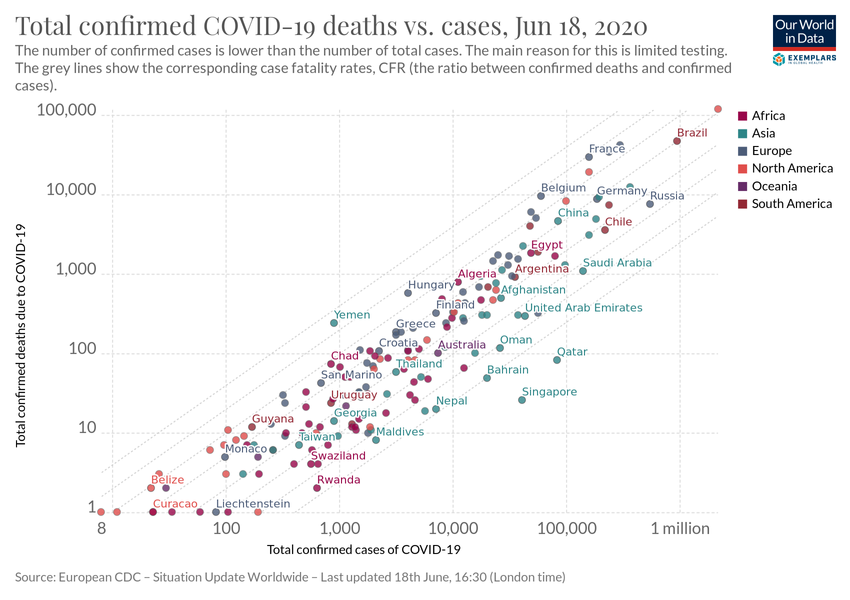 Total confirmed COVID-19 deaths vs. cases, Jun 18, 2020
Our World
in Data
The number of confirmed cases is lower than the number of total cases. The main reason for this is limited testing.
The grey lines show the corresponding case fatality rates, CFR (the ratio between confirmed deaths and confirmed
cases).
EXEMPLARS
IN GLOBAL HEALTH
100,000
Africa
Brazil
Asia
France
Europe
North America
10,000
Belgium
Germany
Russia
Oceania
China
South America
Chile
Egypt
Saudi Arabia
1,000
Algeria
Argentina
Hungary
Afghanistan
Finland
United Arab Emirates
Yemen
Greece
Croatia
Australia
Oman
100
Chad
Qatar
Thailand
San Marino
Bahrain
Uruguay
Singapore
Nepal
Guyana
Georgia
10
Taiwan
Maldives
Monaco
Swaziland
Belize
Rwanda
Curacao
Liechtenstein
1
8
100
1,000
10,000
100,000
1 million
Total confirmed deaths due to COVID-19
Total confirmed cases of COVID-19
Source: European CDC – Situation Update Worldwide – Last updated 18th June, 16:30 (London time)